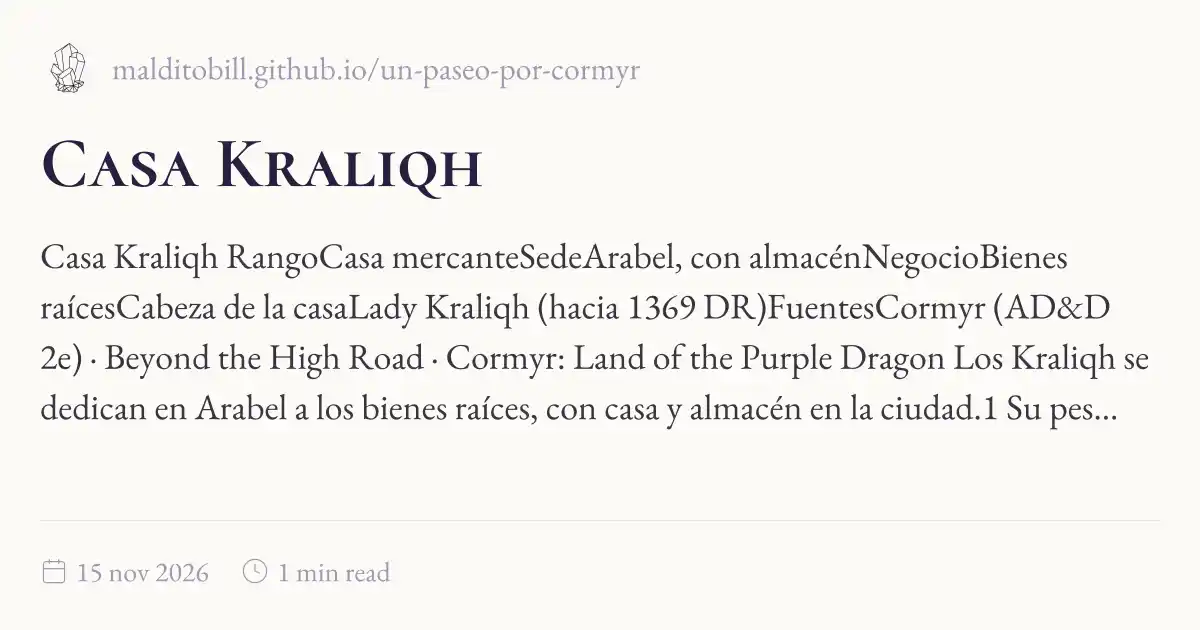 malditobill.github.io/un-paseo-por-cormyr
Casa Kraliqh
Casa Kraliqh RangoCasa mercanteSedeArabel, con almacénNegocioBienes
raícesCabeza de la casaLady Kraliqh (hacia 1369 DR)FuentesCormyr (AD&D
2e) · Beyond the High Road · Cormyr: Land of the Purple Dragon Los Kraliqh se
dedican en Arabel a los bienes raíces, con casa y almacén en la ciudad.1 Su pes...
15 nov 2026
1 min read